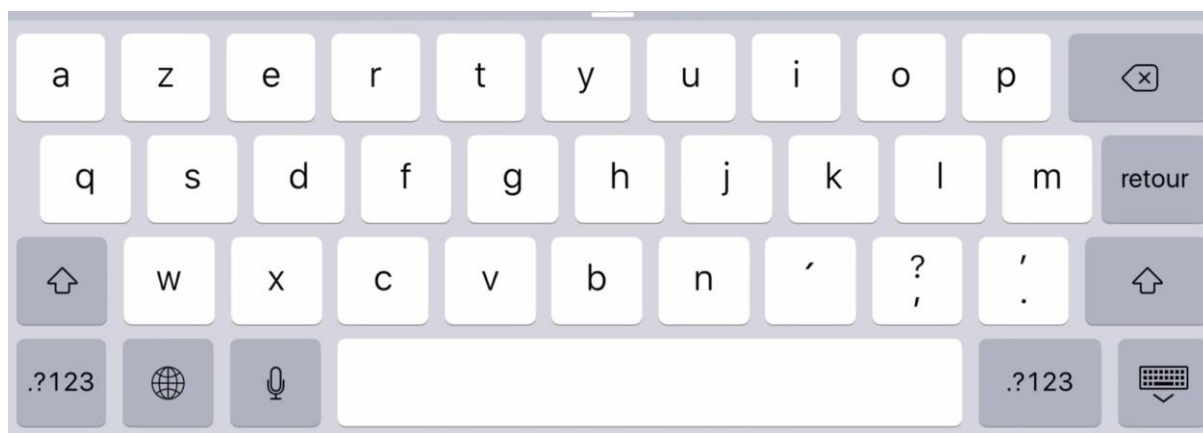 a z e r t y u i o p
q s d f g h j k l m retour
w x c v b n ´ ? , ' .
.?123 .?123